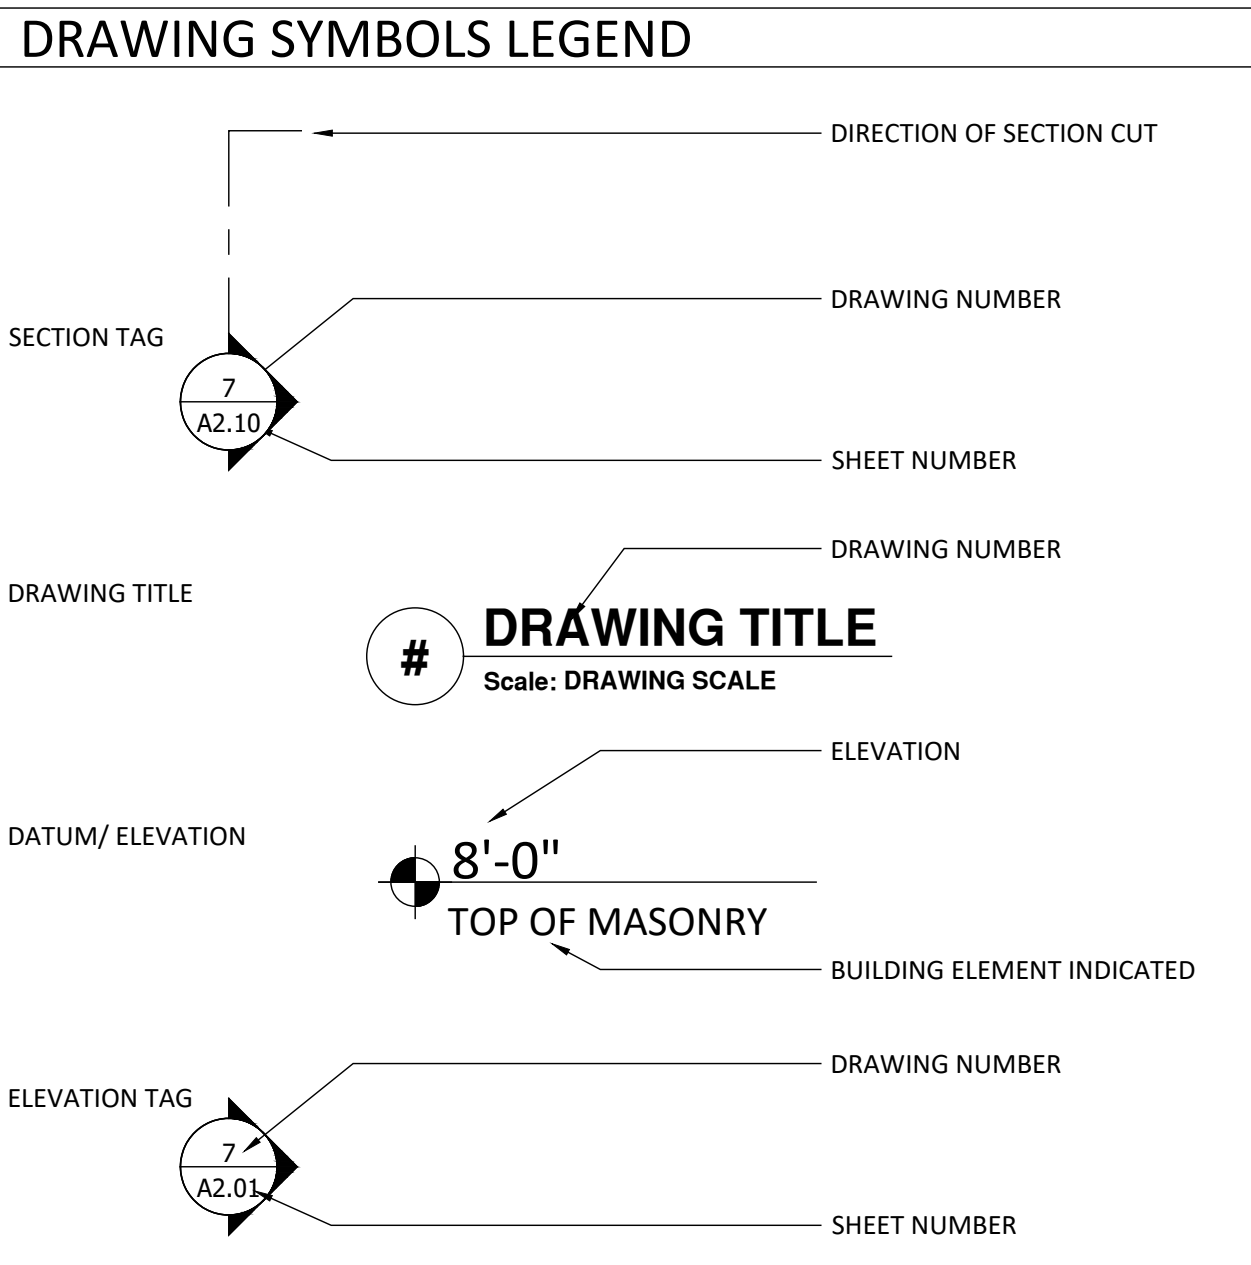 DRAWING SYMBOLS LEGEND
DIRECTION OF SECTION CUT
DRAWING NUMBER
SECTION TAG
7
A2.10
SHEET NUMBER
DRAWING NUMBER
DRAWING TITLE
# DRAWING TITLE
Scale: DRAWING SCALE
ELEVATION
DATUM/ ELEVATION
8'-0"
TOP OF MASONRY
BUILDING ELEMENT INDICATED
DRAWING NUMBER
ELEVATION TAG
7
A2.01
SHEET NUMBER